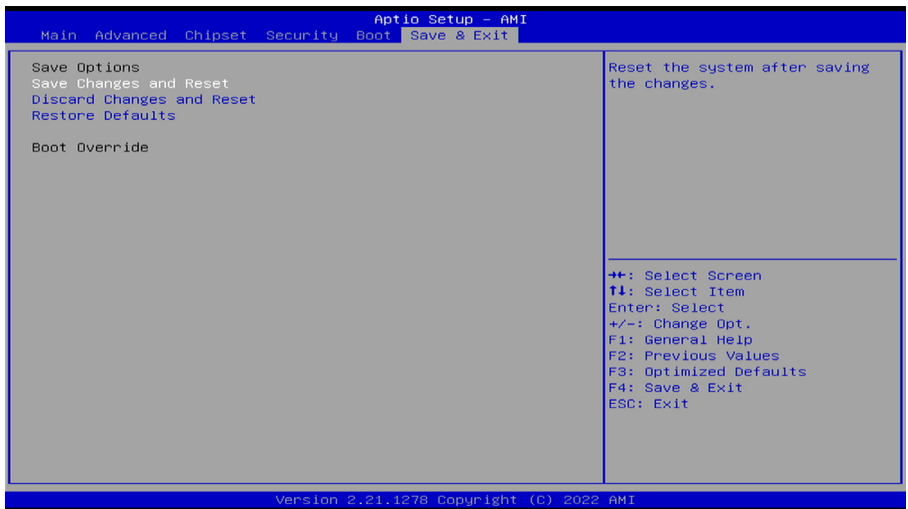 Aptio Setup – AMI
Main Advanced Chipset Security Boot Save & Exit
Save Options
Save Changes and Reset
Discard Changes and Reset
Restore Defaults
Boot Override
Reset the system after saving
the changes.
→←: Select Screen
↑↓: Select Item
Enter: Select
+/-: Change Opt.
F1: General Help
F2: Previous Values
F3: Optimized Defaults
F4: Save & Exit
ESC: Exit
Version 2.21.1278 Copyright (C) 2022 AMI